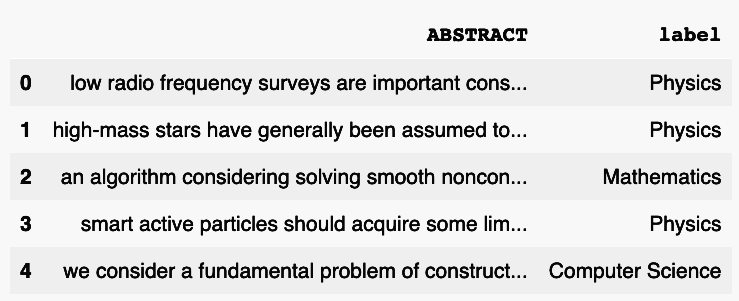 ABSTRACT label
0 low radio frequency surveys are important cons... Physics
1 high-mass stars have generally been assumed to... Physics
2 an algorithm considering solving smooth noncon... Mathematics
3 smart active particles should acquire some lim... Physics
4 we consider a fundamental problem of construct... Computer Science